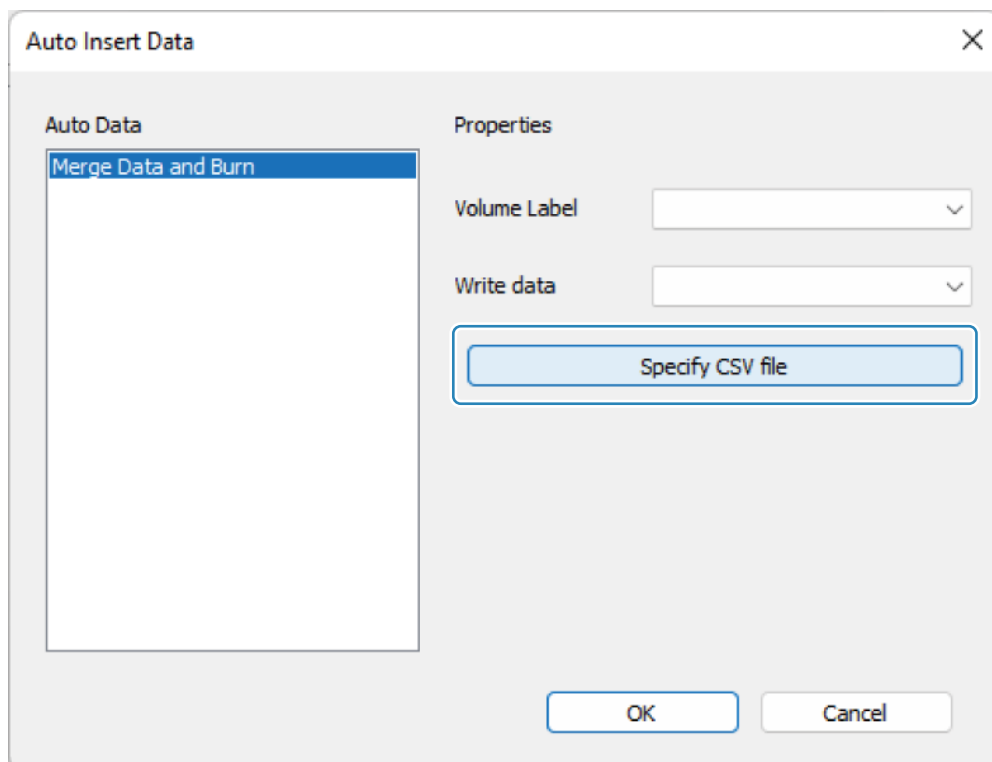 Auto Insert Data
Auto Data
Merge Data and Burn
Properties
Volume Label
Write data
Specify CSV file
OK
Cancel